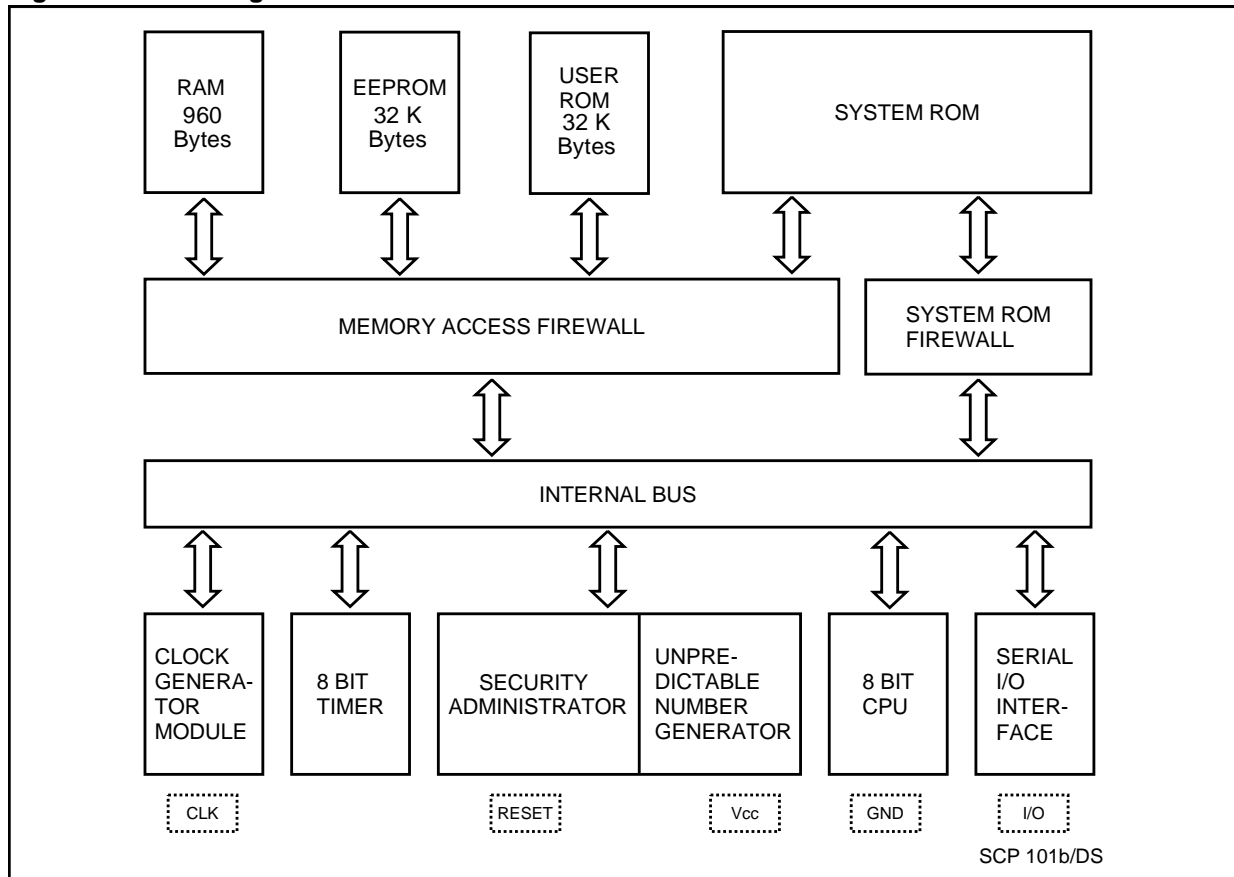 RAM
960
Bytes
EEPROM
32 K
Bytes
USER
ROM
32 K
Bytes
SYSTEM ROM
MEMORY ACCESS FIREWALL
SYSTEM ROM
FIREWALL
INTERNAL BUS
CLOCK
GENERA-
TOR
MODULE
8 BIT
TIMER
SECURITY
ADMINISTRATOR
UNPRE-
DICTABLE
NUMBER
GENERATOR
8 BIT
CPU
SERIAL
I/O
INTER-
FACE
CLK
RESET
Vcc
GND
I/O
SCP 101b/DS